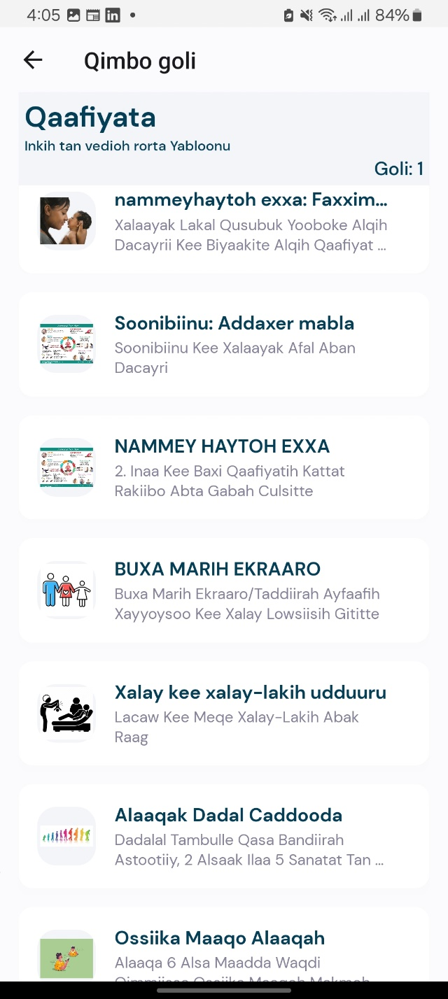 4:05
84%
Qimbo goli
Qaafiyata
Inkih tan vedioh rorta Yabloonu
Goli: 1
nammeyhaytoh exxa: Faxxim...
Xalaayak Lakal Qusubuk Yooboke Alqih
Dacayrii Kee Biyaakite Alqih Qaafiyat ...
Soonibiinu: Addaxer mabla
Soonibiinu Kee Xalaayak Afal Aban
Dacayri
NAMMEY HAYTOH EXXA
2. Inaa Kee Baxi Qaafiyatih Kattat
Rakiibo Abta Gabah Culsitte
BUXA MARIH EKRAARO
Buxa Marih Ekraaro/Taddiirah Ayfaafih
Xayyoysoo Kee Xalay Lowsiisih Gititte
Xalay kee xalay-lakih udduuru
Lacaw Kee Meqe Xalay-Lakih Abak
Raag
Alaaqak Dadal Caddooda
Dadalal Tambulle Qasa Bandiirah
Astootiiy, 2 Alsaak Ilaa 5 Sanatat Tan ...
Ossiika Maaqo Alaaqah
Alaaqa 6 Alsa Maadda Waqdi